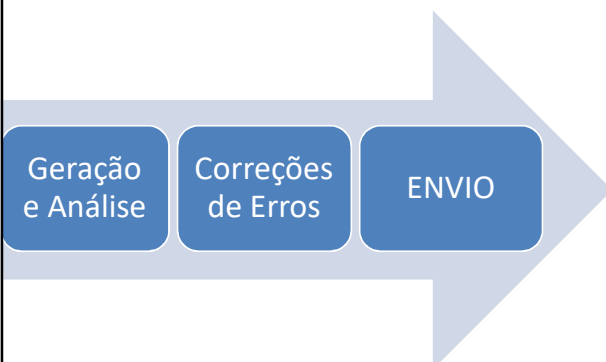 Geração
e Análise
Correções
de Erros
ENVIO